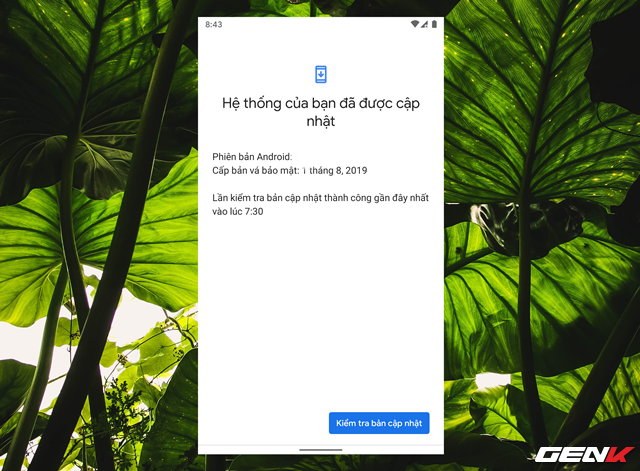 8:43
Hệ thống của bạn đã được cập
nhật
Phiên bản Android:
Cấp bản vá bảo mật: 1 tháng 8, 2019
Lần kiểm tra bản cập nhật thành công gần đây nhất
vào lúc 7:30
Kiểm tra bản cập nhật
GENK